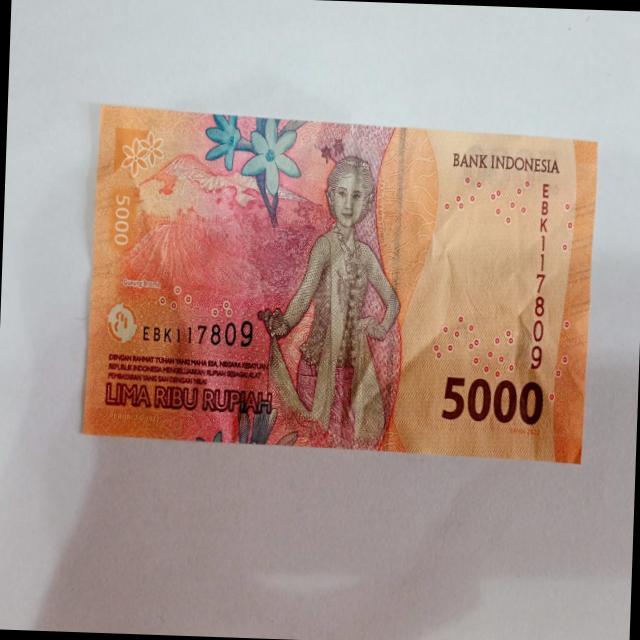 BANK INDONESIA
EBK117809
5000
Gunung Bromo
EBK117809
DENGAN RAHMAT TUHAN YANG MAHA ESA, NEGARA KESATUAN
REPUBLIK INDONESIA MENGELUARKAN RUPIAH SEBAGAI ALAT
PEMBAYARAN YANG SAH DENGAN NILAI
LIMA RIBU RUPIAH
5000